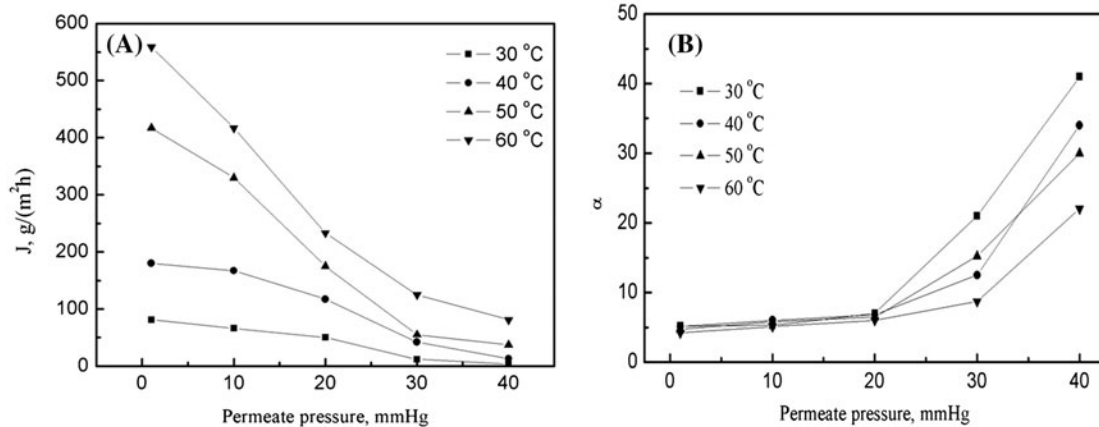 (A)
600
500
400
300
200
100
0
J, g/(m²h)
30 °C
40 °C
50 °C
60 °C
0 10 20 30 40
Permeate pressure, mmHg
(B)
50
40
30
20
10
0
α
30 °C
40 °C
50 °C
60 °C
0 10 20 30 40
Permeate pressure, mmHg